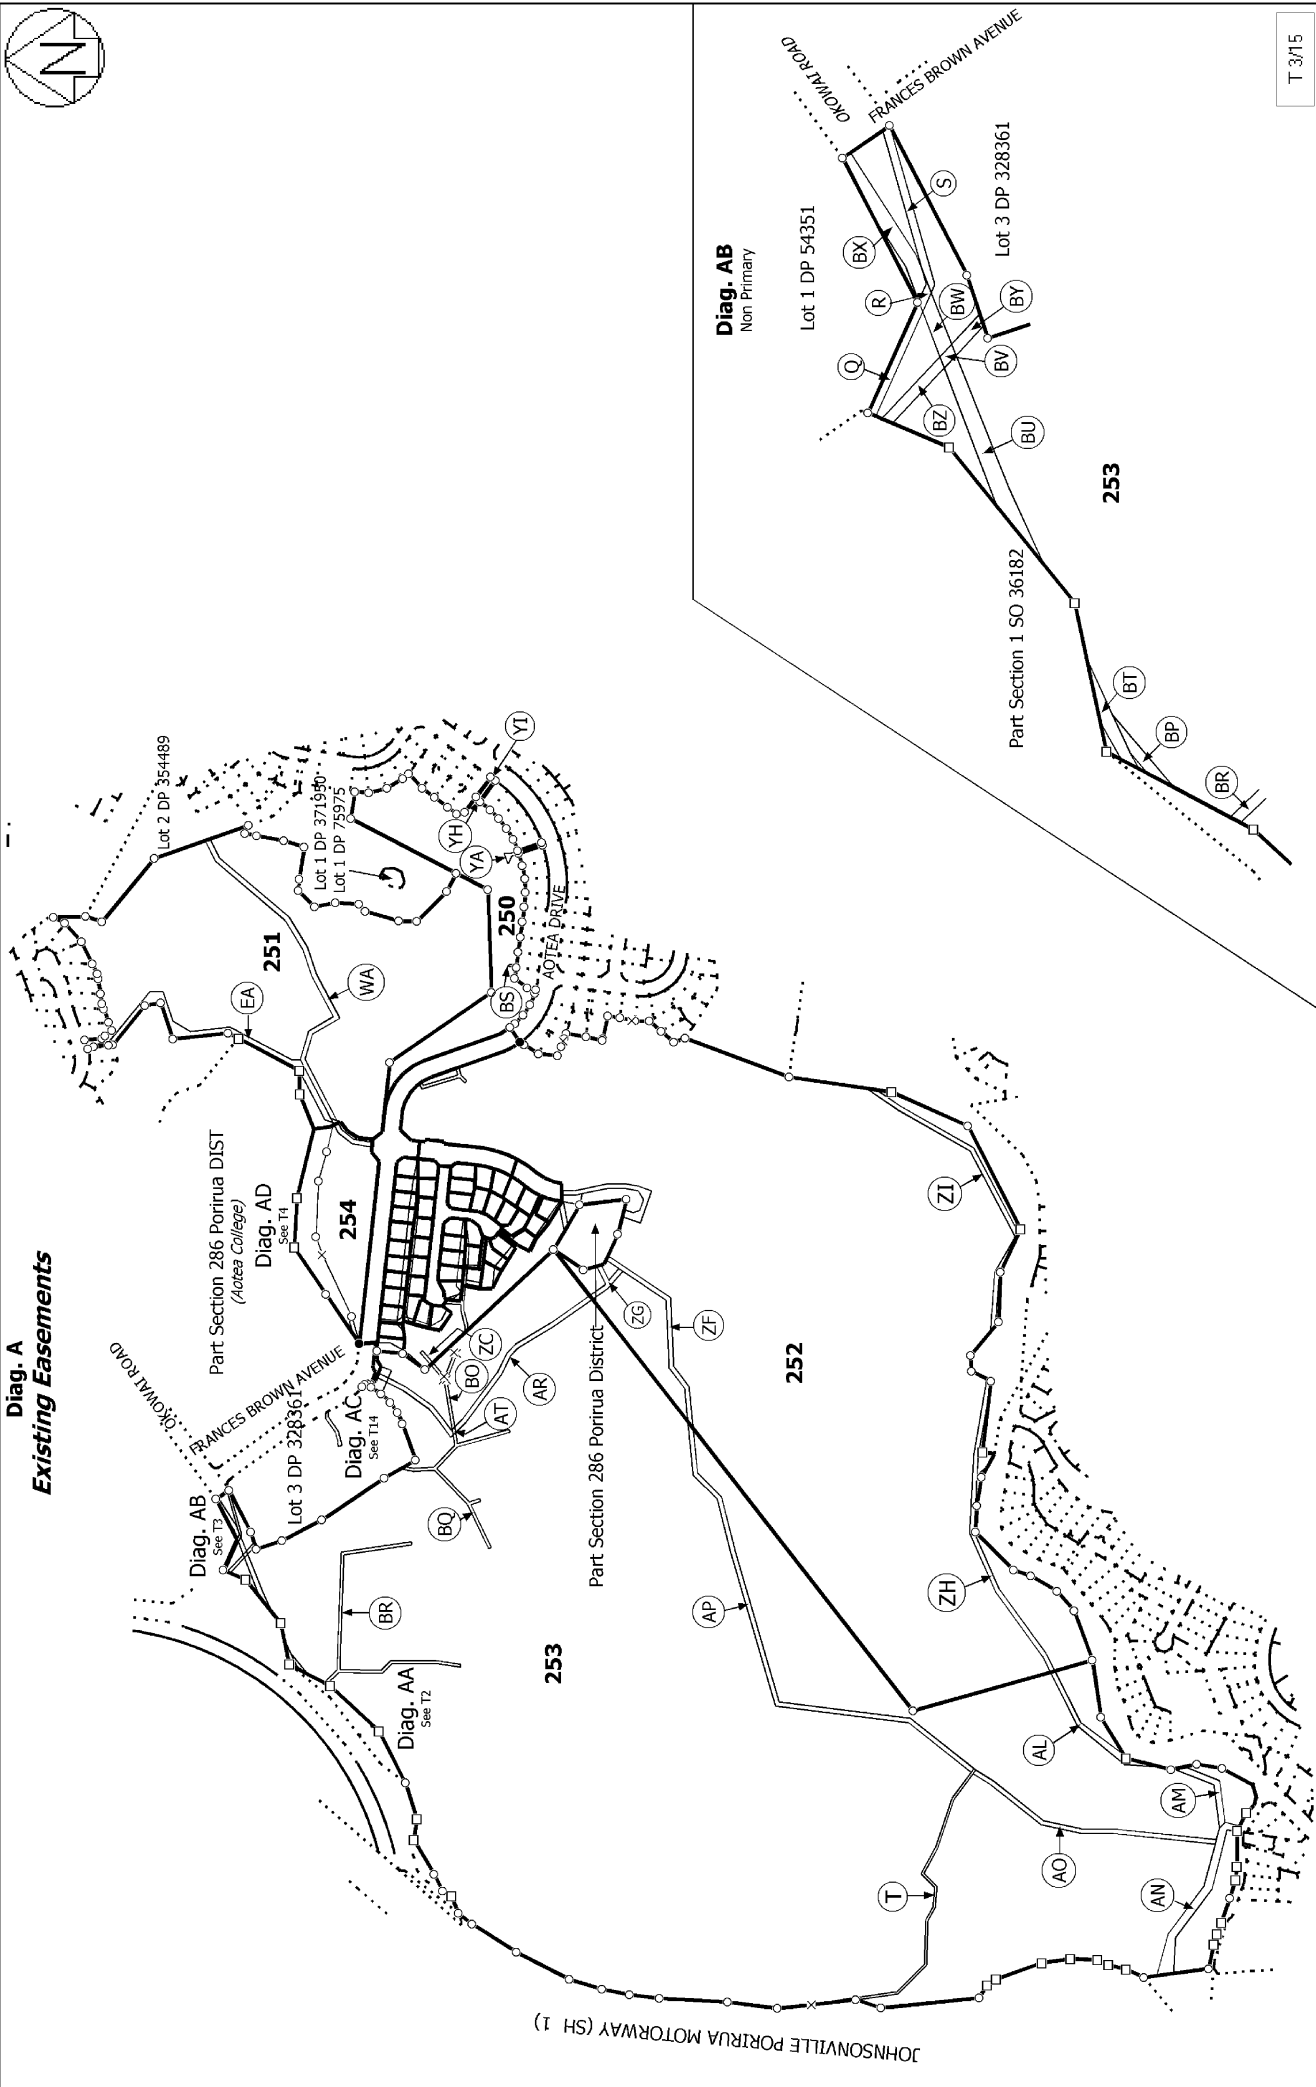 N
Diag. A
Existing Easements
T 3/15
OKOWAI ROAD
FRANCES BROWN AVENUE
Diag. AB
See T3
Lot 3 DP 328361
Diag. AC
See T14
Part Section 286 Porirua DIST
(Aotea College)
Diag. AD
See T4
254
EA
251
WA
Lot 2 DP 354489
Lot 1 DP 371950
Lot 1 DP 75975
YH
YI
YA
250
BS
AOTEA DRIVE
ZC
BO
AT
AR
BQ
BR
Diag. AA
See T2
253
Part Section 286 Porirua District
ZG
ZF
AP
252
ZI
ZH
AL
AM
AO
AN
T
JOHNSONVILLE PORIRUA MOTORWAY (SH 1)
Diag. AB
Non Primary
OKOWAI ROAD
FRANCES BROWN AVENUE
Lot 1 DP 54351
Lot 3 DP 328361
BX
S
R
BW
BY
Q
BV
BZ
BU
253
Part Section 1 SO 36182
BT
BP
BR